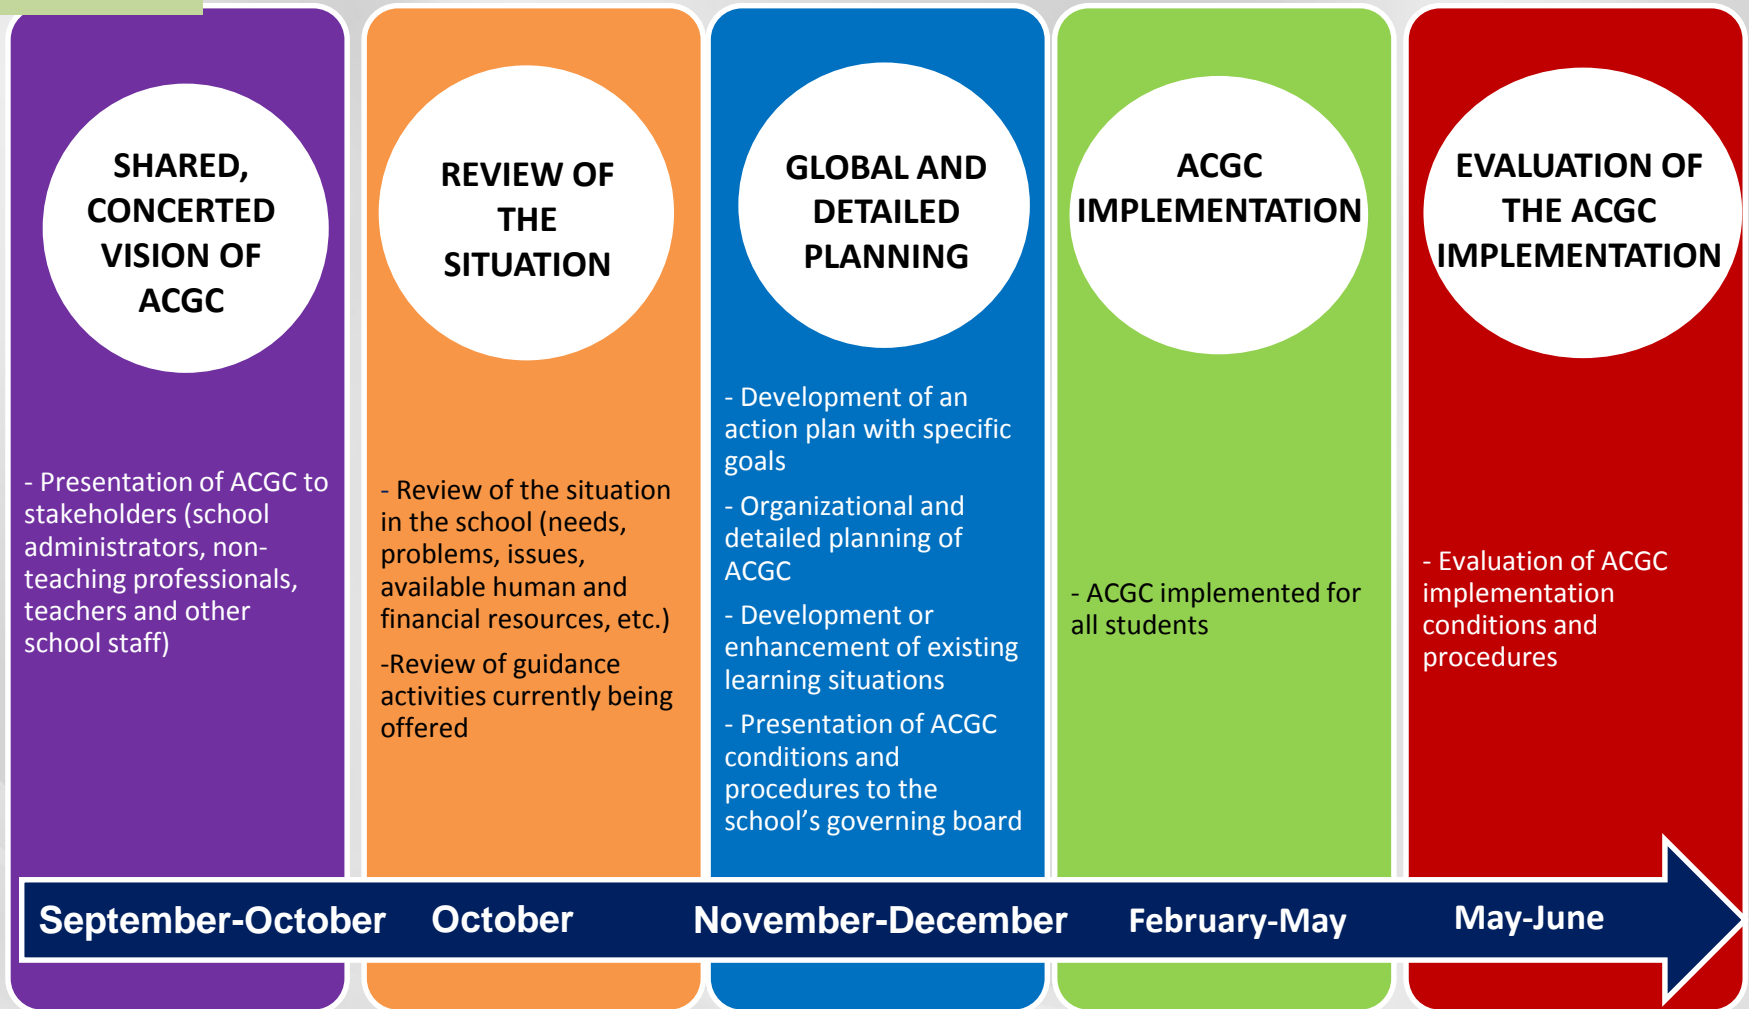 SHARED,
CONCERTED
VISION OF
ACGC
- Presentation of ACGC to
stakeholders (school
administrators, non-
teaching professionals,
teachers and other
school staff)
REVIEW OF
THE
SITUATION
- Review of the situation
in the school (needs,
problems, issues,
available human and
financial resources, etc.)
-Review of guidance
activities currently being
offered
GLOBAL AND
DETAILED
PLANNING
- Development of an
action plan with specific
goals
- Organizational and
detailed planning of
ACGC
- Development or
enhancement of existing
learning situations
- Presentation of ACGC
conditions and
procedures to the
school’s governing board
ACGC
IMPLEMENTATION
- ACGC implemented for
all students
EVALUATION OF
THE ACGC
IMPLEMENTATION
- Evaluation of ACGC
implementation
conditions and
procedures
September-October
October
November-December
February-May
May-June